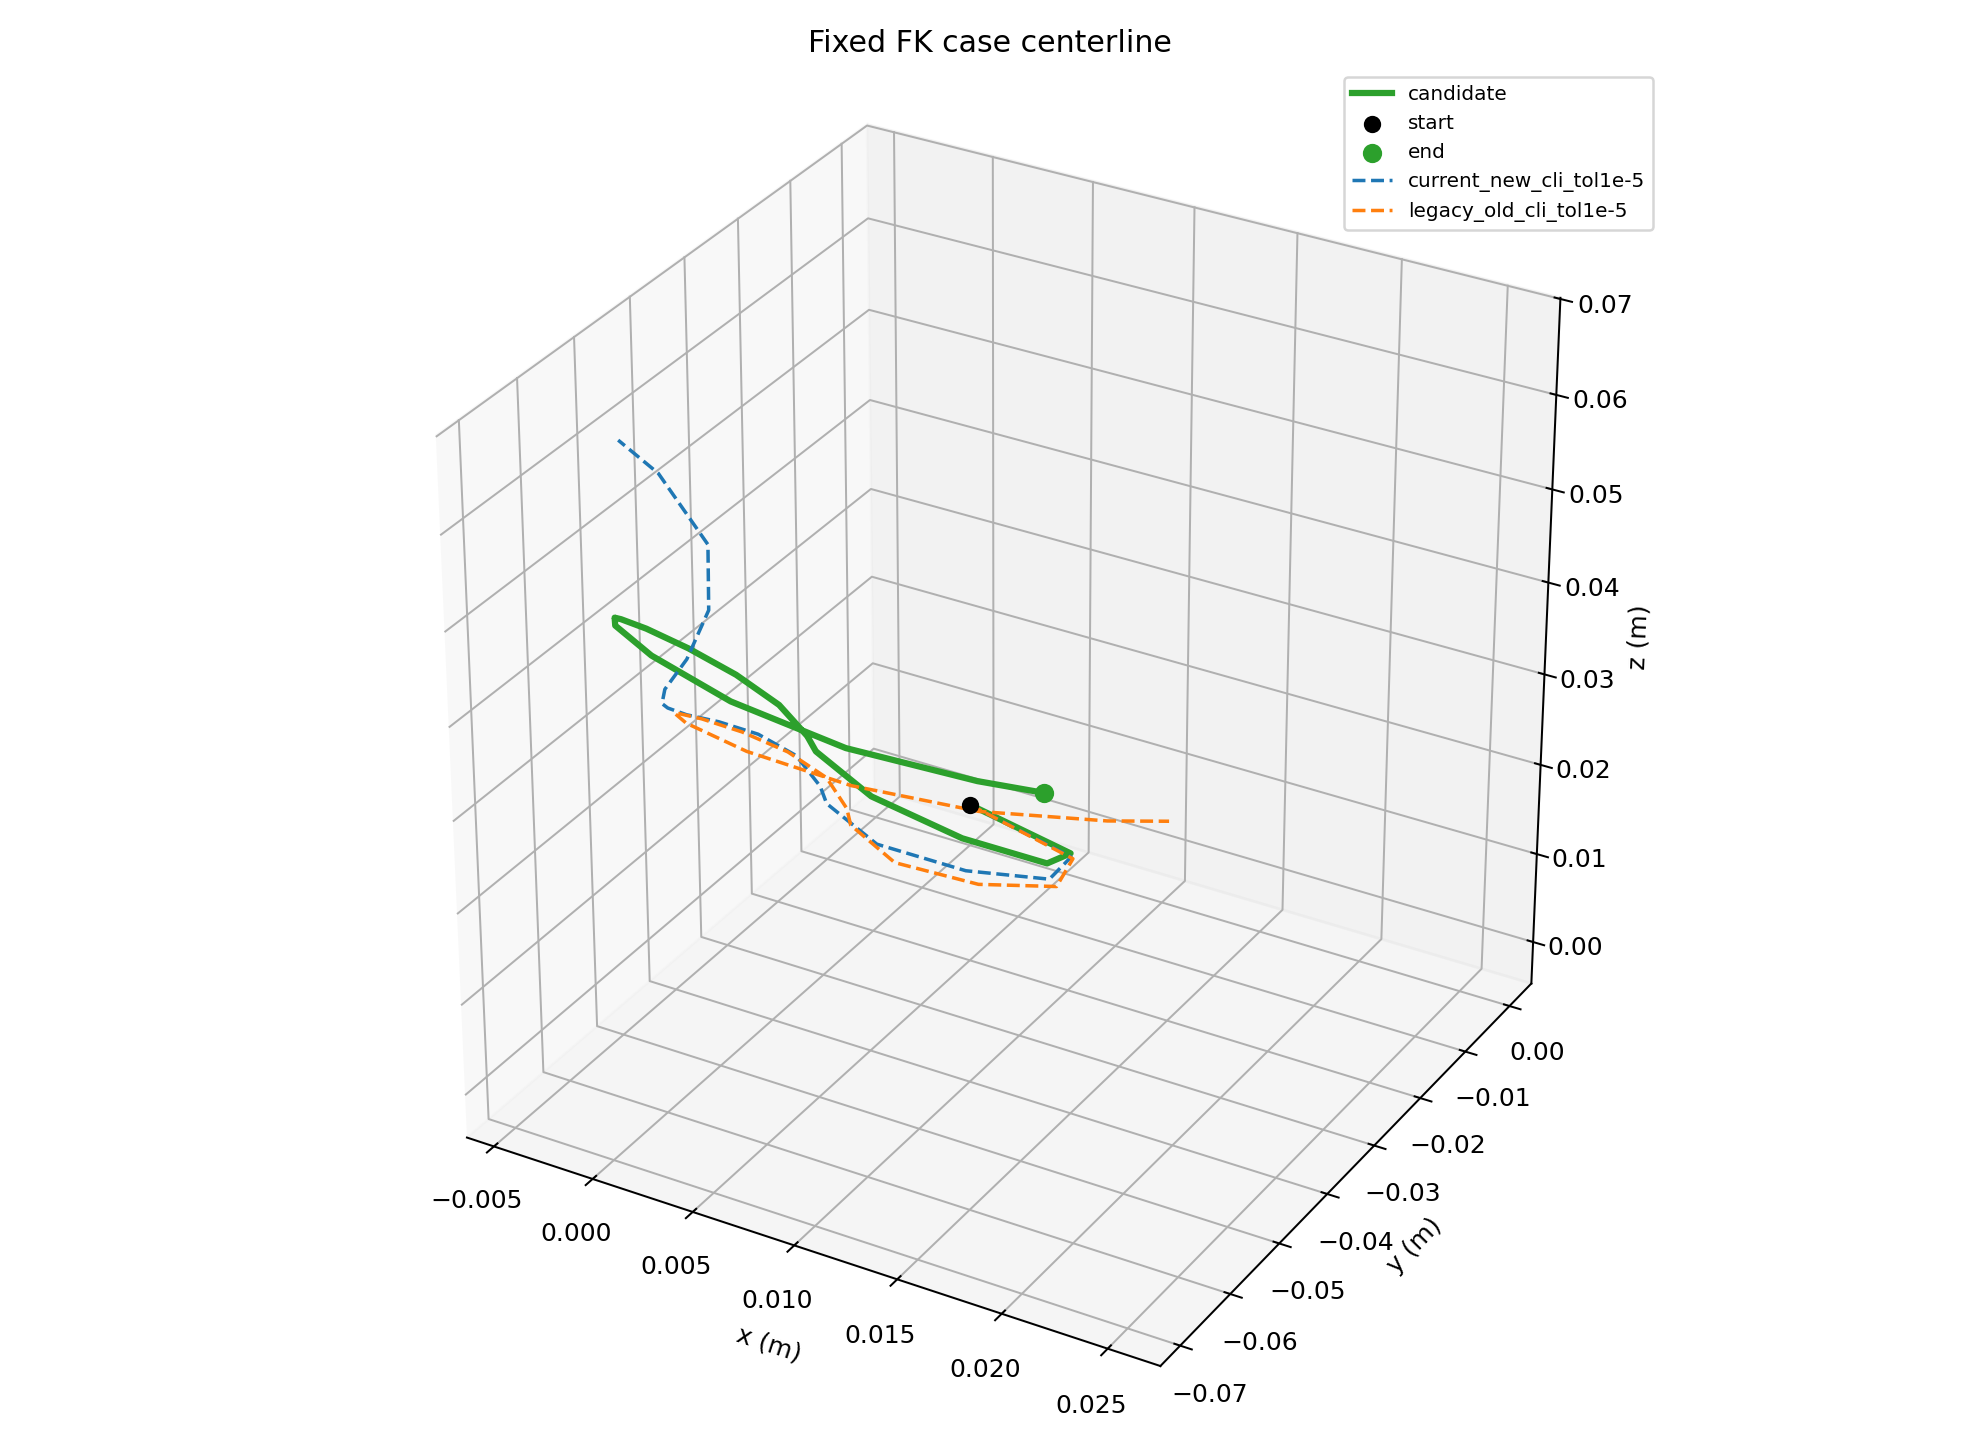 Fixed FK case centerline
candidate
start
end
current_new_cli_tol1e-5
legacy_old_cli_tol1e-5
0.07
0.06
0.05
0.04
0.03
0.02
0.01
0.00
z (m)
0.00
−0.01
−0.02
−0.03
−0.04
−0.05
−0.06
−0.07
y (m)
−0.005
0.000
0.005
0.010
0.015
0.020
0.025
x (m)